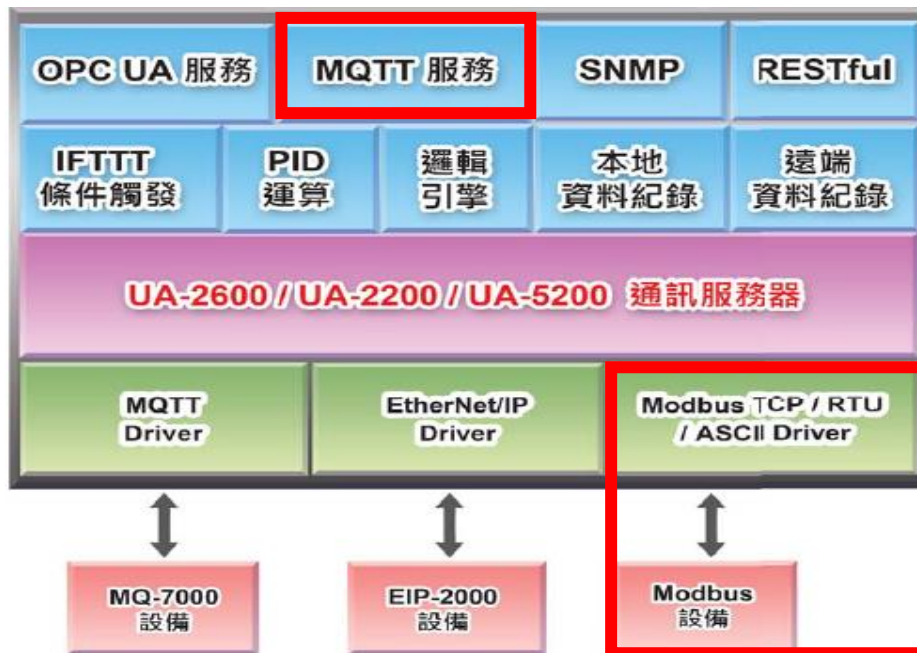 OPC UA 服務
MQTT 服務
SNMP
RESTful
IFTTT
條件觸發
PID
運算
邏輯
引擎
本地
資料紀錄
遠端
資料紀錄
UA-2600 / UA-2200 / UA-5200 通訊服務器
MQTT
Driver
EtherNet/IP
Driver
Modbus TCP / RTU
/ ASCII Driver
MQ-7000
設備
EIP-2000
設備
Modbus
設備